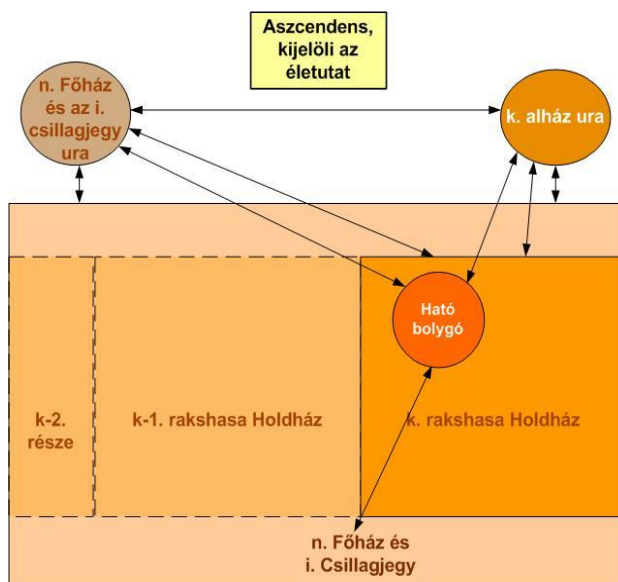 Aszcendens,
kijelöli az
életutat
n. Főház
és az i.
csillagjegy
ura
k. alház ura
Ható
bolygó
k-2.
része
k-1. rakshasa Holdház
k. rakshasa Holdház
n. Főház és
i. Csillagjegy